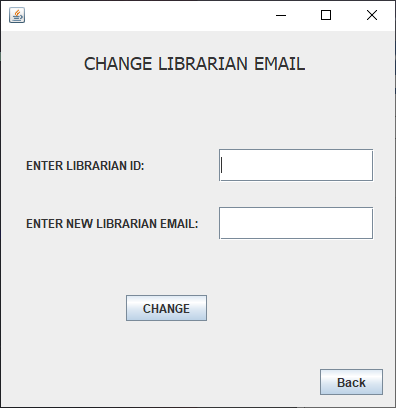 CHANGE LIBRARIAN EMAIL
ENTER LIBRARIAN ID:
ENTER NEW LIBRARIAN EMAIL:
CHANGE
Back